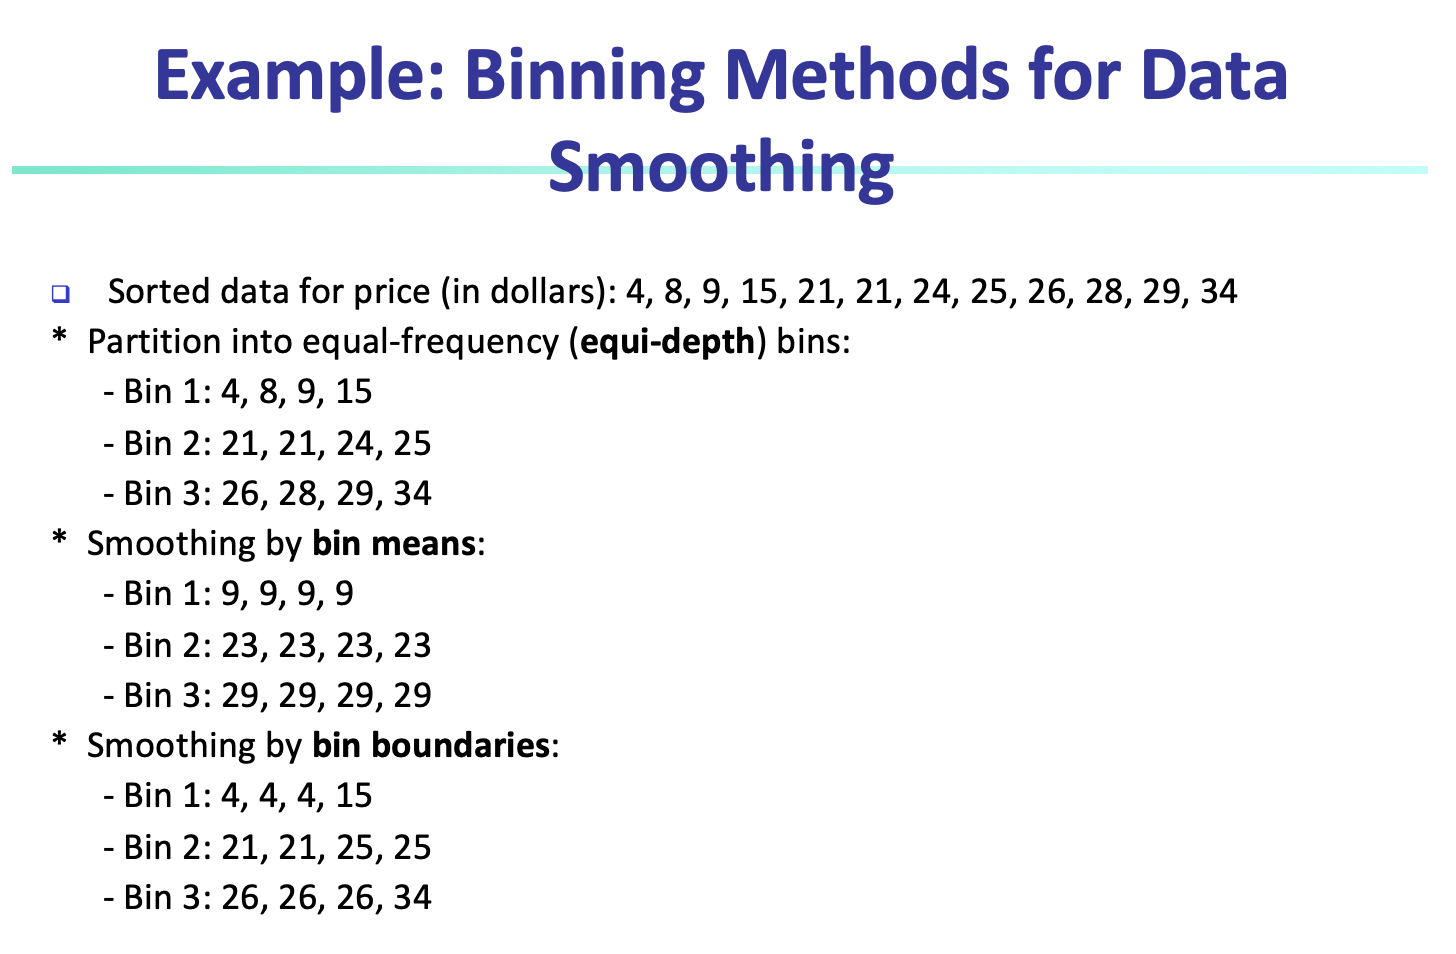 Example: Binning Methods for Data
Smoothing
❑ Sorted data for price (in dollars): 4, 8, 9, 15, 21, 21, 24, 25, 26, 28, 29, 34
* Partition into equal-frequency (equi-depth) bins:
- Bin 1: 4, 8, 9, 15
- Bin 2: 21, 21, 24, 25
- Bin 3: 26, 28, 29, 34
* Smoothing by bin means:
- Bin 1: 9, 9, 9, 9
- Bin 2: 23, 23, 23, 23
- Bin 3: 29, 29, 29, 29
* Smoothing by bin boundaries:
- Bin 1: 4, 4, 4, 15
- Bin 2: 21, 21, 25, 25
- Bin 3: 26, 26, 26, 34